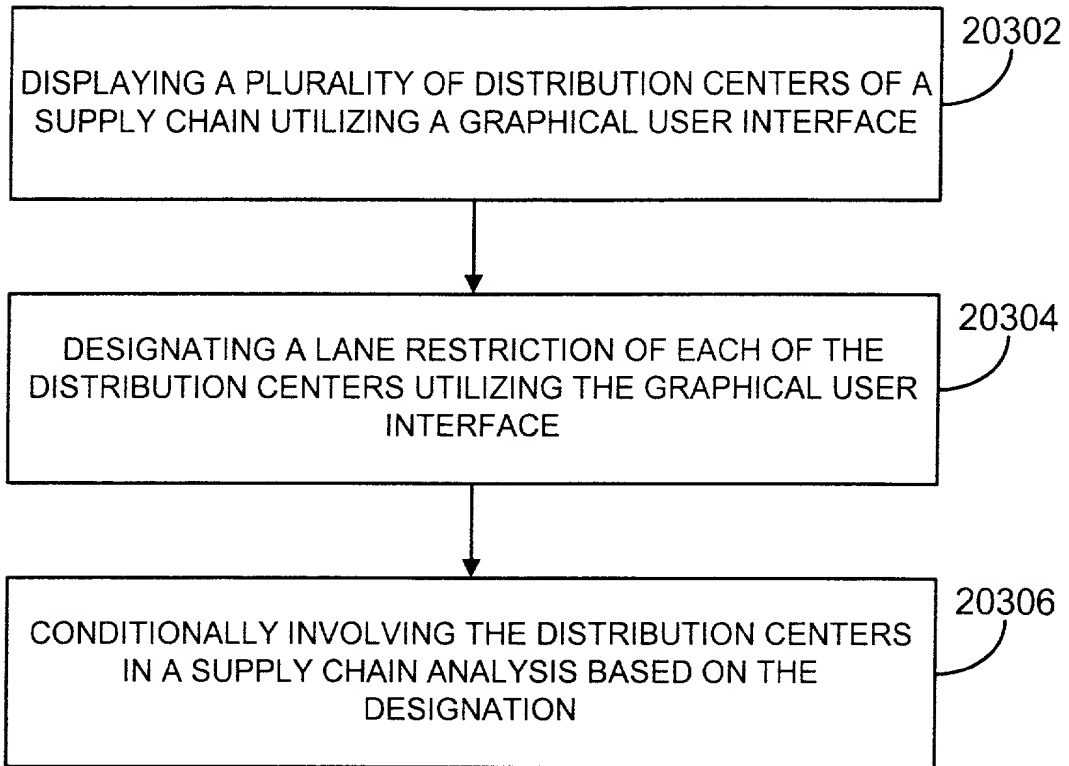 20302
DISPLAYING A PLURALITY OF DISTRIBUTION CENTERS OF A
SUPPLY CHAIN UTILIZING A GRAPHICAL USER INTERFACE
20304
DESIGNATING A LANE RESTRICTION OF EACH OF THE
DISTRIBUTION CENTERS UTILIZING THE GRAPHICAL USER
INTERFACE
20306
CONDITIONALLY INVOLVING THE DISTRIBUTION CENTERS
IN A SUPPLY CHAIN ANALYSIS BASED ON THE
DESIGNATION